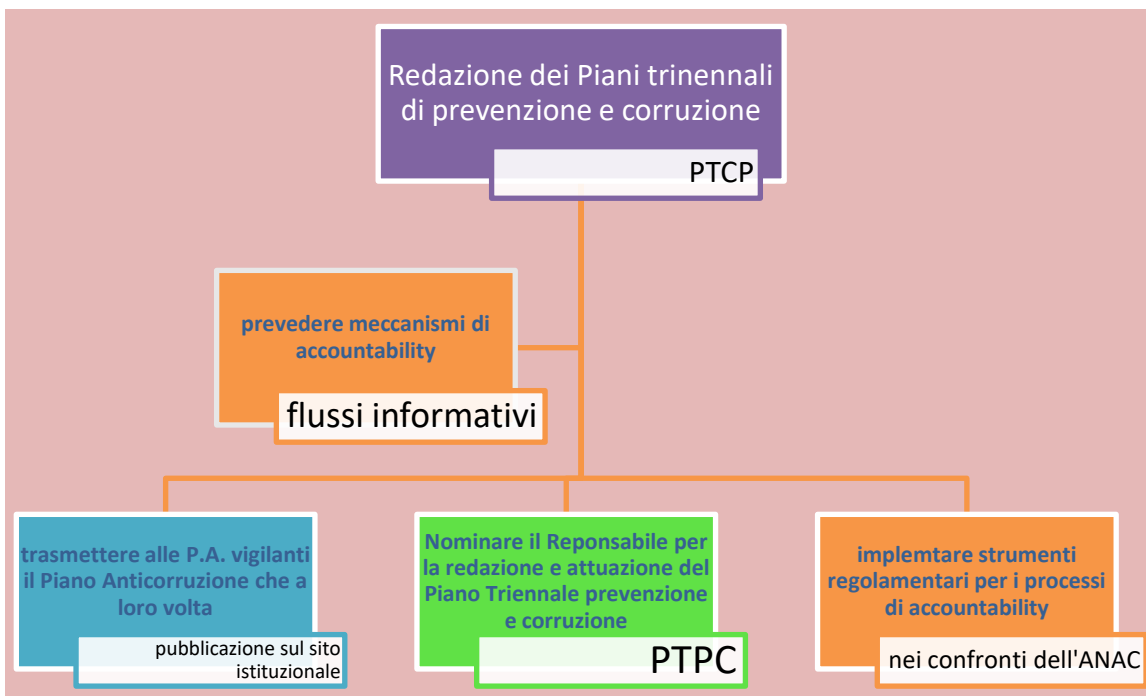 Redazione dei Piani trinennali
di prevenzione e corruzione
PTCP
prevedere meccanismi di
accountability
flussi informativi
trasmettere alle P.A. vigilanti
il Piano Anticorruzione che a
loro volta
pubblicazione sul sito
istituzionale
Nominare il Reponsabile per
la redazione e attuazione del
Piano Triennale prevenzione
e corruzione
PTPC
implemtare strumenti
regolamentari per i processi
di accountability
nei confronti dell'ANAC